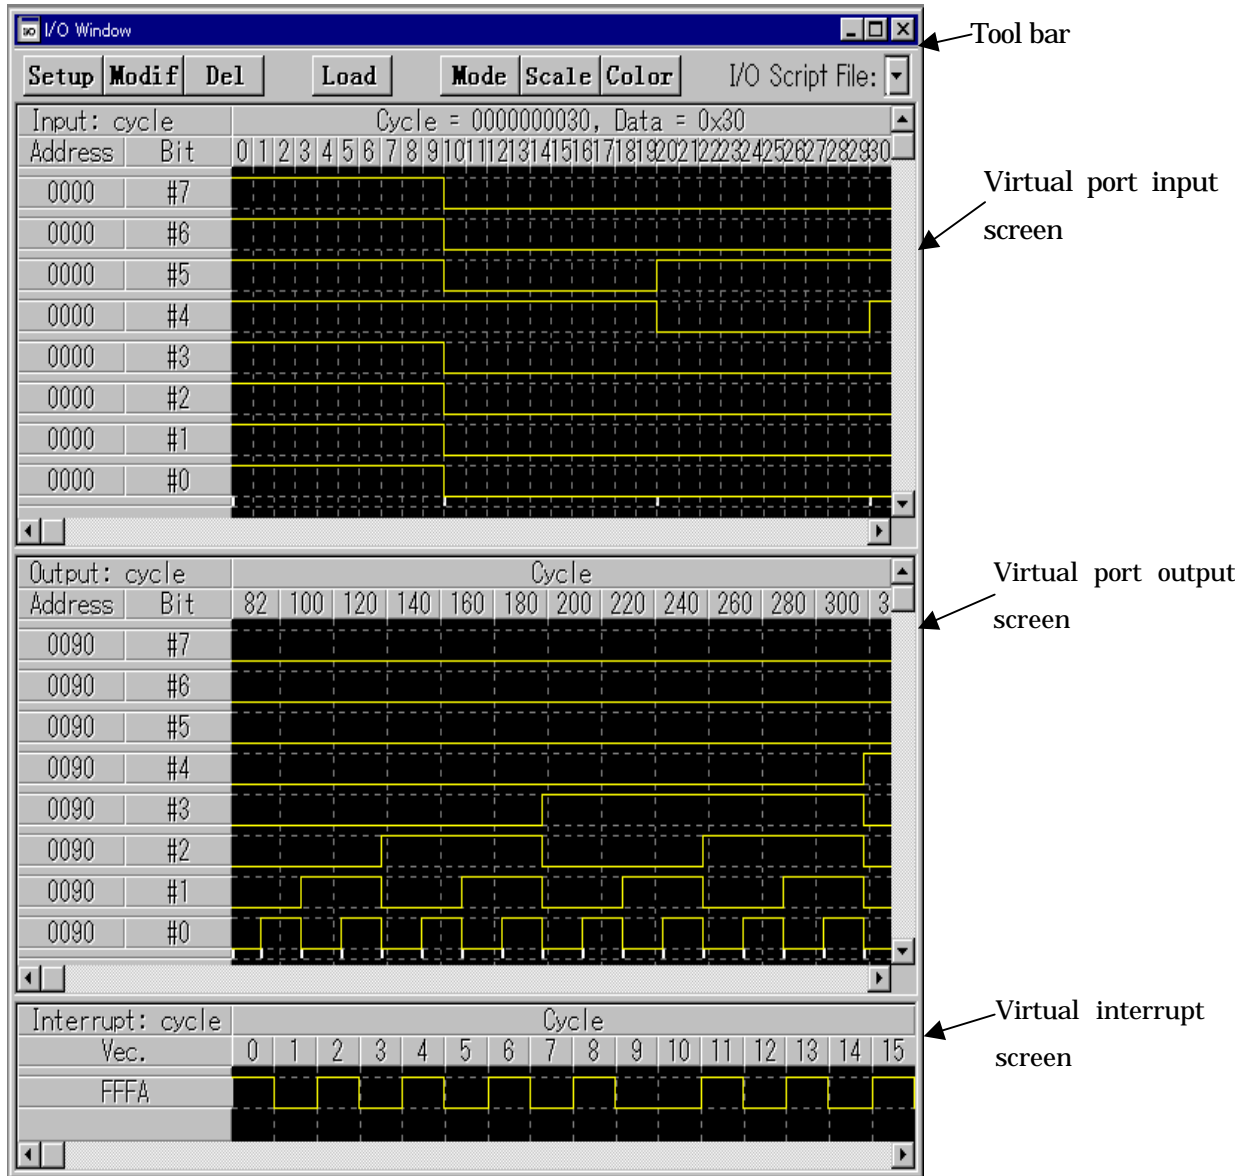 I/O Window
Tool bar
Setup Modif Del Load Mode Scale Color I/O Script File:
Input: cycle Cycle = 0000000030, Data = 0x30
Address Bit 0 1 2 3 4 5 6 7 8 9 10 11 12 13 14 15 16 17 18 19 20 21 22 23 24 25 26 27 28 29 30
0000 #7
0000 #6
0000 #5
0000 #4
0000 #3
0000 #2
0000 #1
0000 #0
Virtual port input
screen
Output: cycle Cycle
Address Bit 82 100 120 140 160 180 200 220 240 260 280 300 3
0090 #7
0090 #6
0090 #5
0090 #4
0090 #3
0090 #2
0090 #1
0090 #0
Virtual port output
screen
Interrupt: cycle Cycle
Vec. 0 1 2 3 4 5 6 7 8 9 10 11 12 13 14 15
FFFA
Virtual interrupt
screen